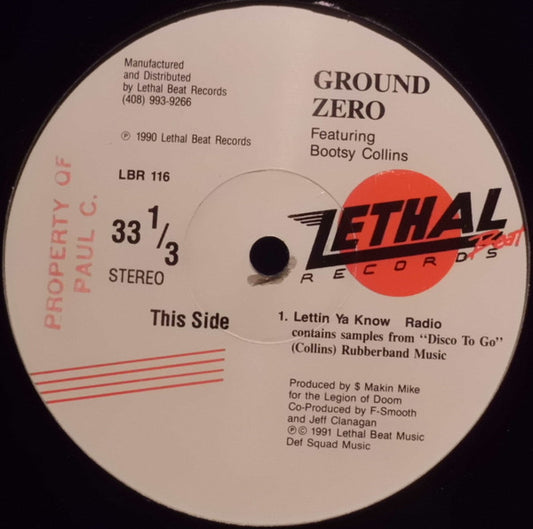 Manufactured
and Distributed
by Lethal Beat Records
(408) 993-9266
℗ 1990 Lethal Beat Records
LBR 116
33 1/3
STEREO
This Side
PROPERTY OF
PAUL C.
GROUND
ZERO
Featuring
Bootsy Collins
LETHAL
Beat
RECORDS
1. Lettin Ya Know Radio
contains samples from "Disco To Go"
(Collins) Rubberband Music
Produced by $ Makin Mike
for the Legion of Doom
Co-Produced by F-Smooth
and Jeff Clanagan
℗ © 1991 Lethal Beat Music
Def Squad Music